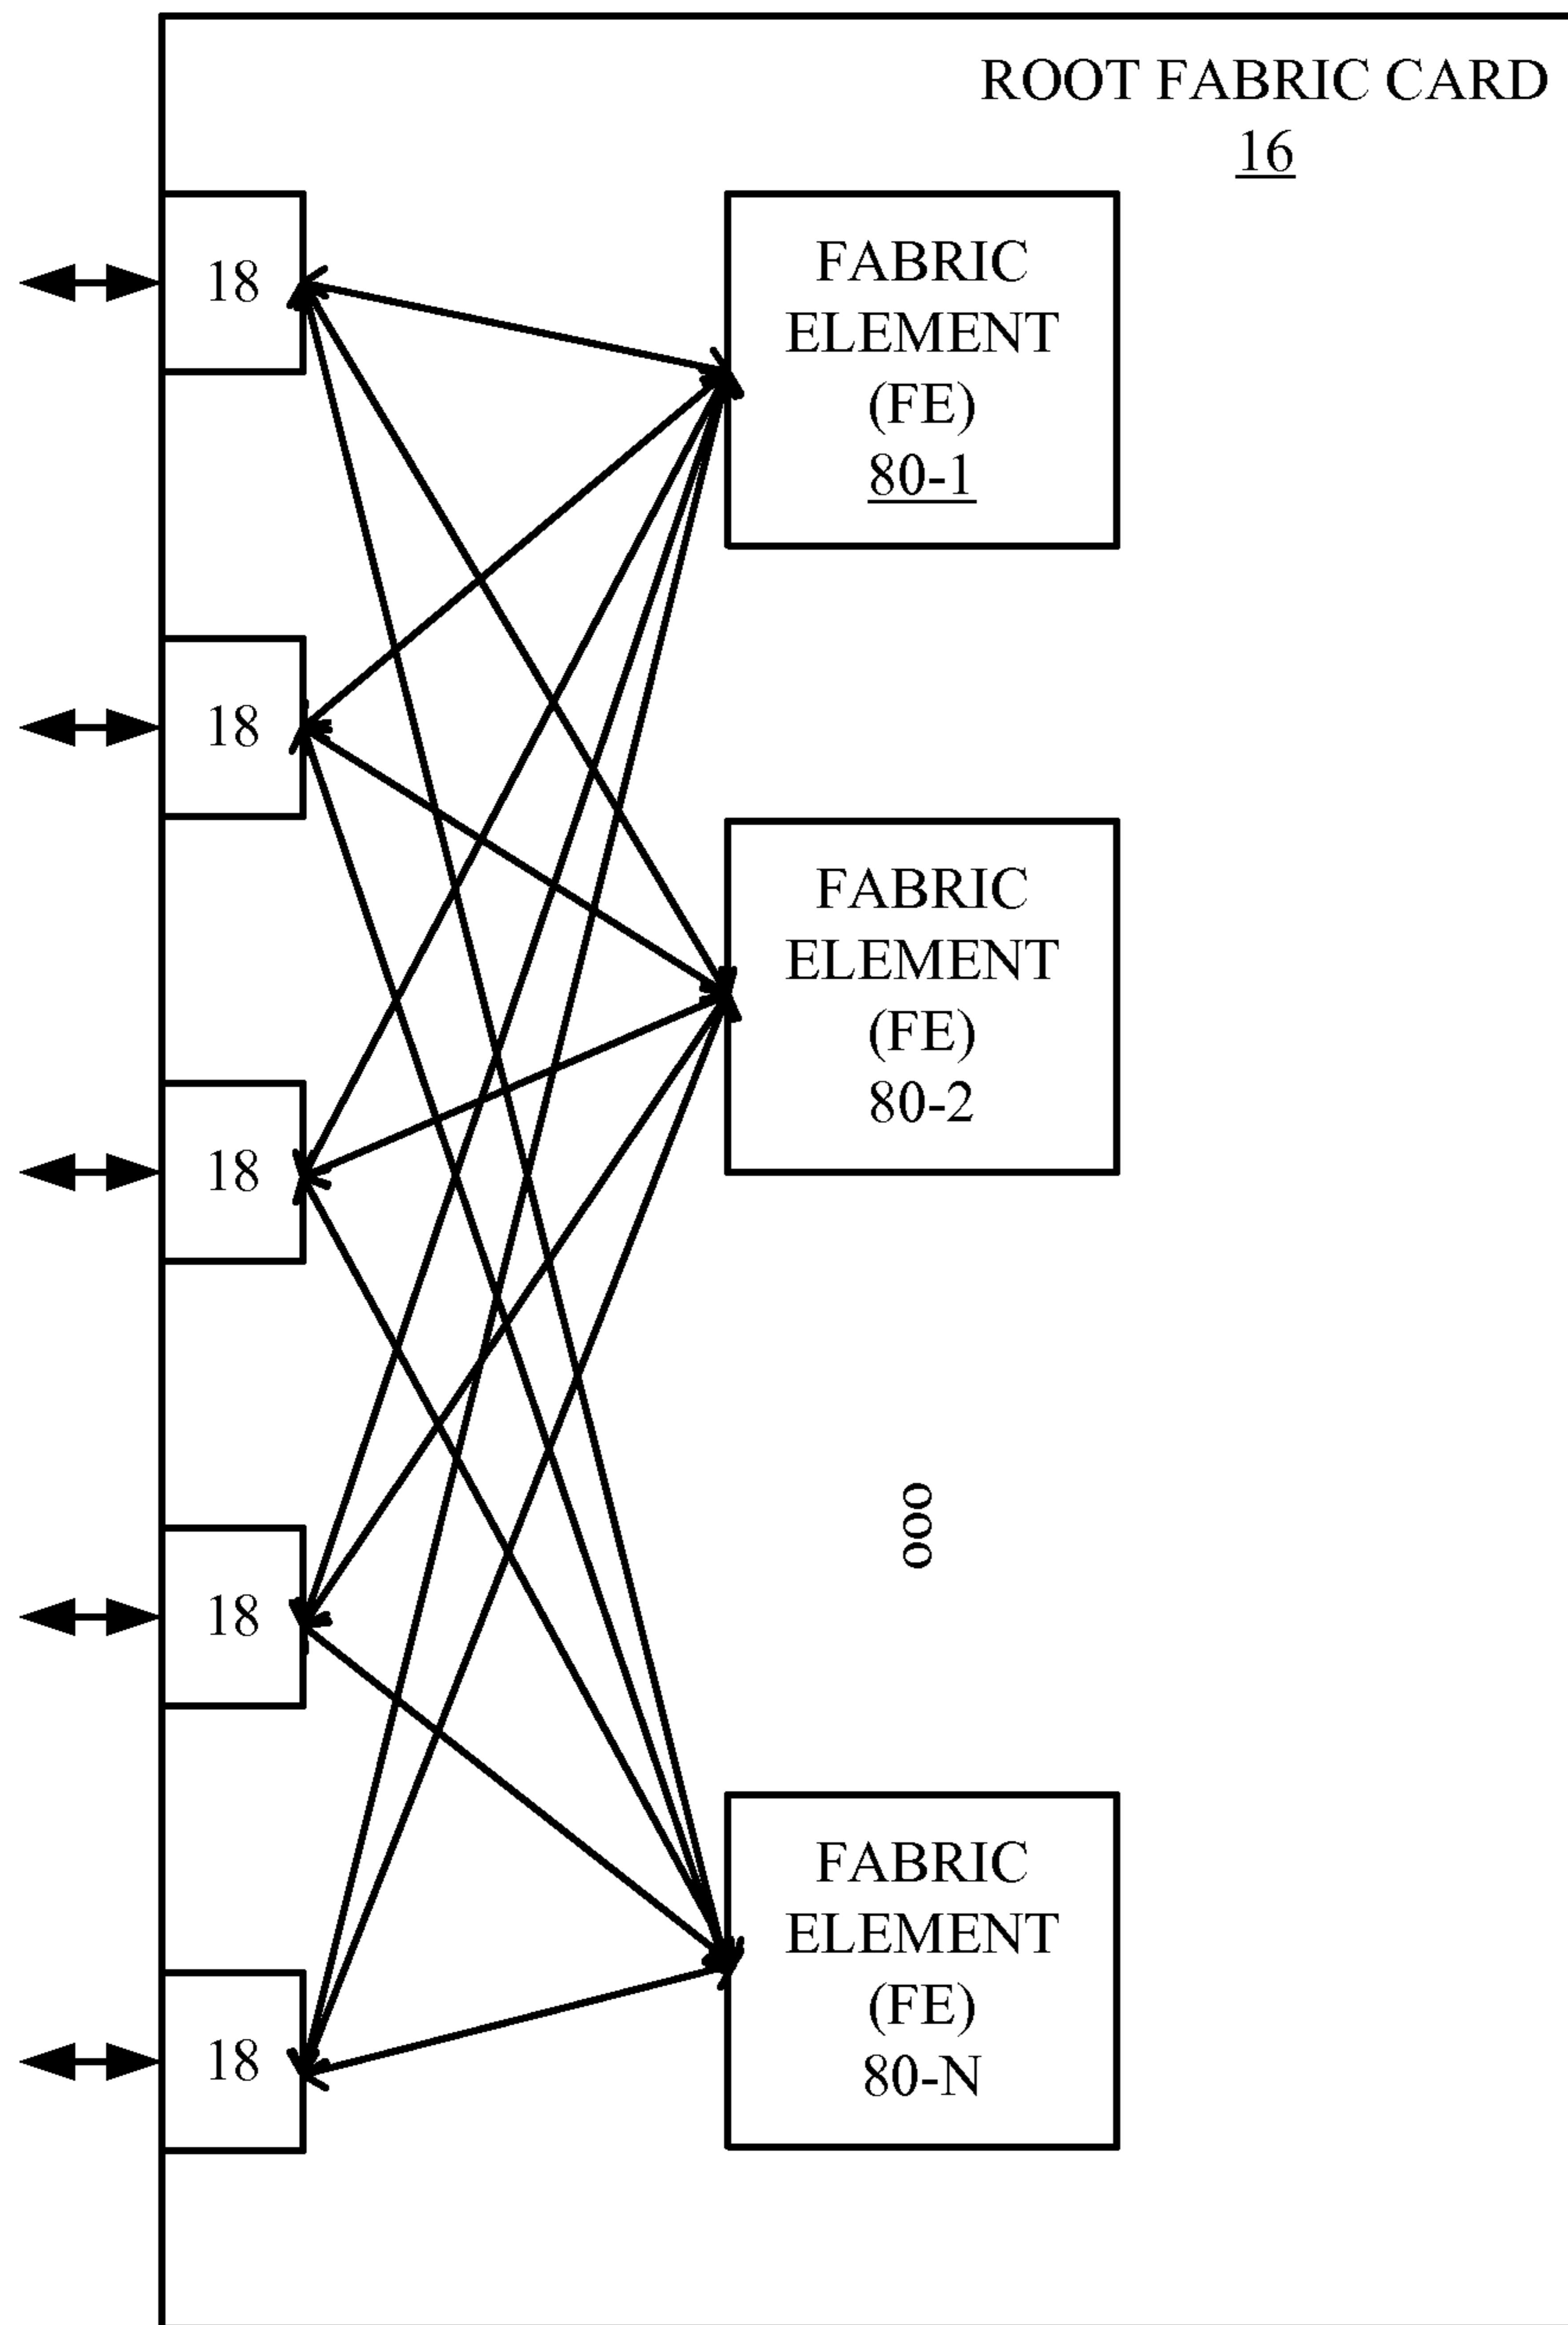 ROOT FABRIC CARD
16
18
FABRIC
ELEMENT
(FE)
80-1
18
FABRIC
ELEMENT
(FE)
80-2
18
18
FABRIC
ELEMENT
(FE)
80-N
18